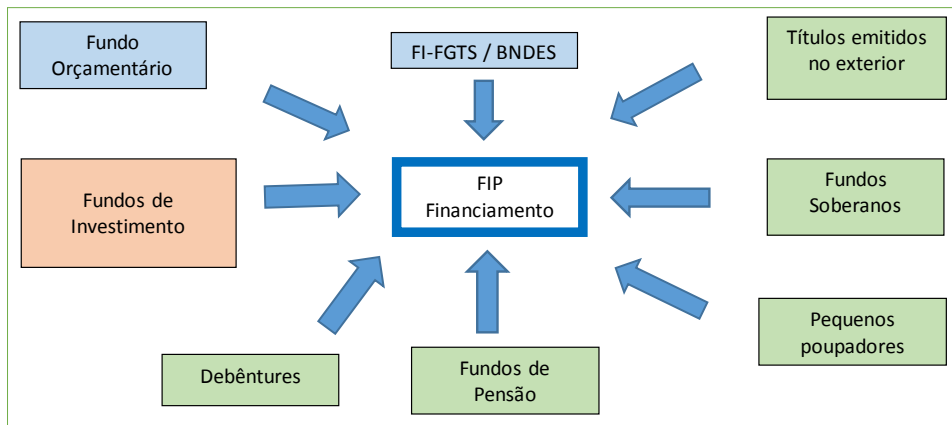 Fundo
Orçamentário
FI-FGTS / BNDES
Títulos emitidos
no exterior
Fundos de
Investimento
FIP
Financiamento
Fundos
Soberanos
Debêntures
Fundos de
Pensão
Pequenos
poupadores